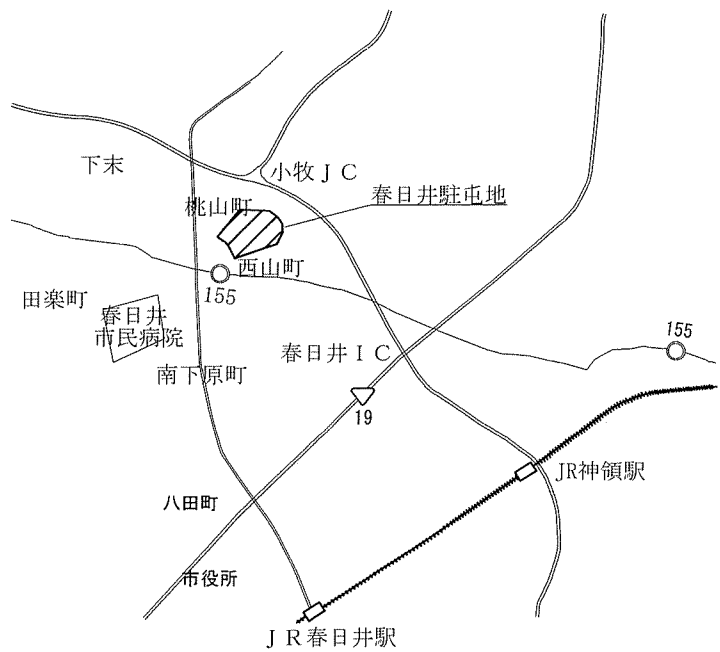 下末
小牧ＪＣ
桃山町
春日井駐屯地
西山町
155
田楽町
春日井
市民病院
155
春日井ＩＣ
南下原町
19
JR神領駅
八田町
市役所
ＪＲ春日井駅